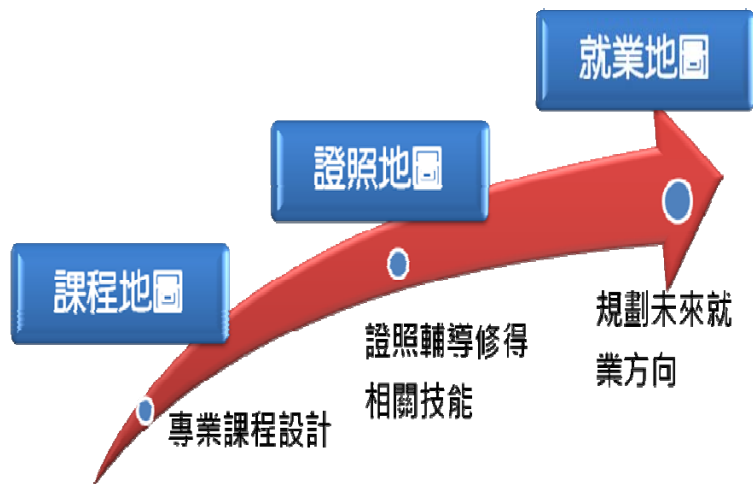 就業地圖
證照地圖
課程地圖
專業課程設計
證照輔導修得
相關技能
規劃未來就
業方向